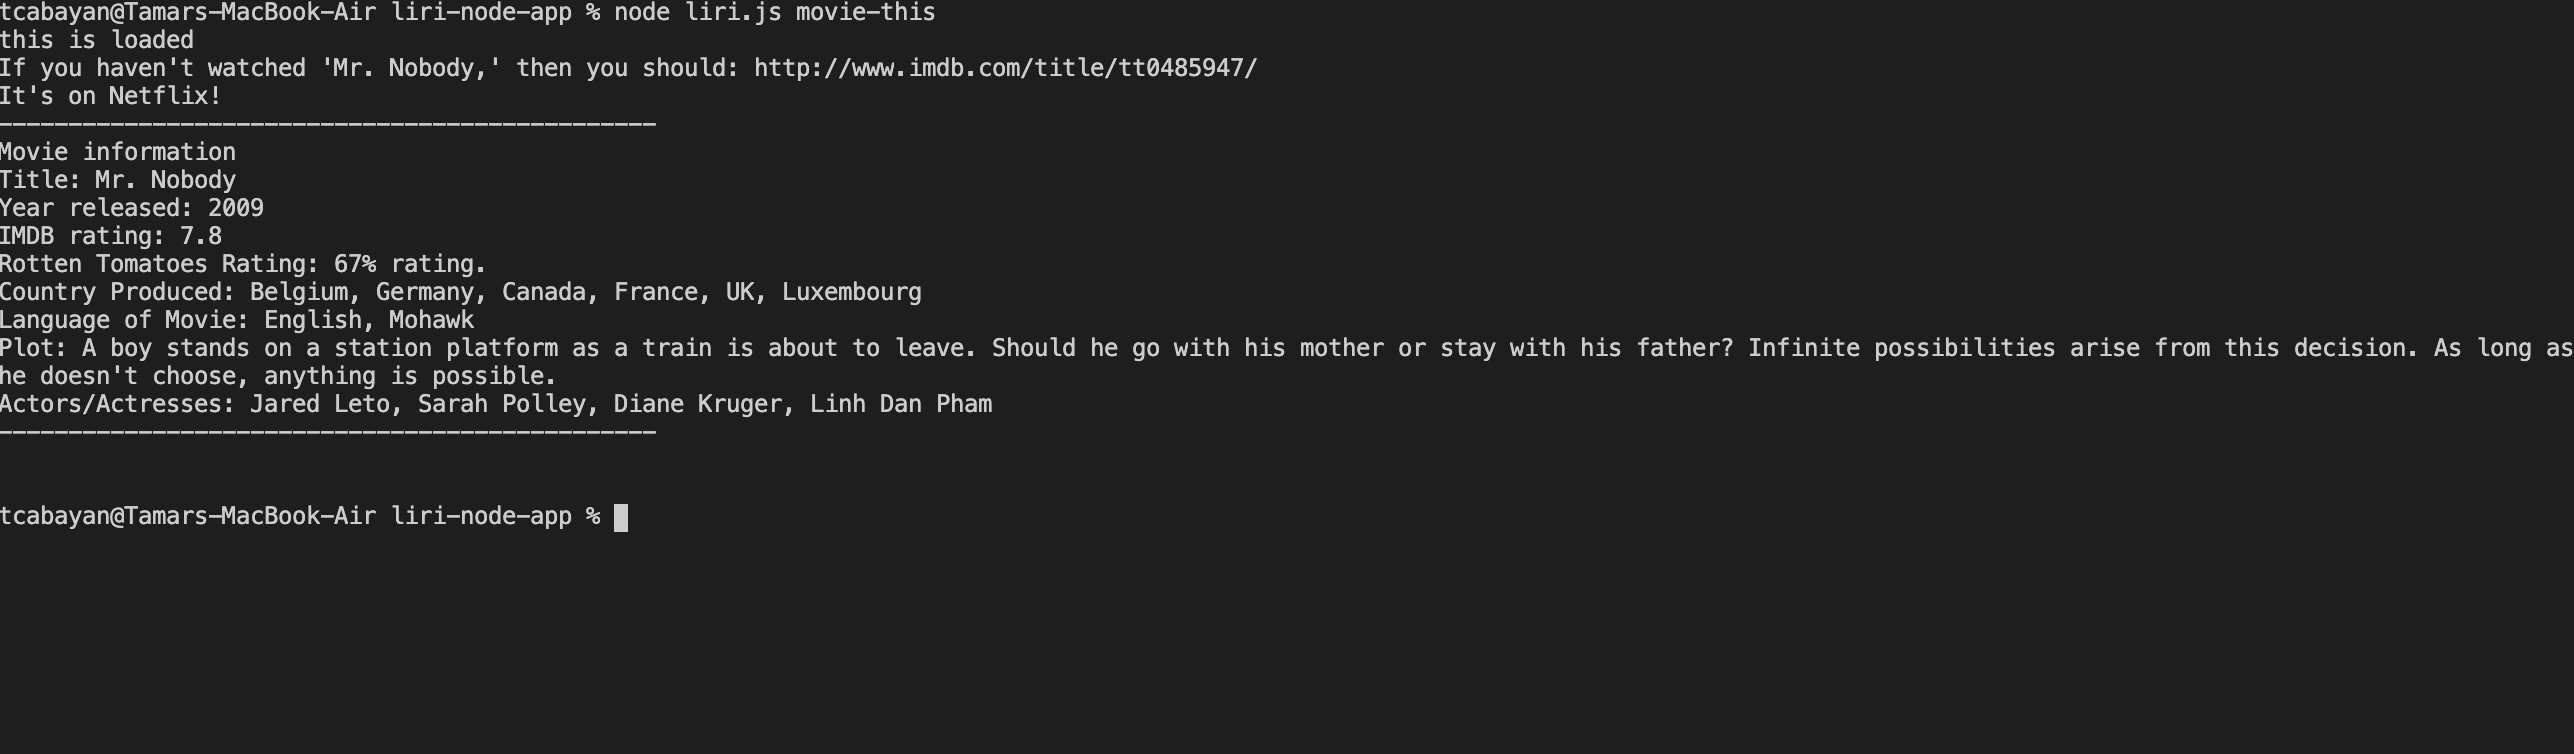 tcabayan@Tamars-MacBook-Air liri-node-app % node liri.js movie-this
this is loaded
If you haven't watched 'Mr. Nobody,' then you should: http://www.imdb.com/title/tt0485947/
It's on Netflix!
-----------------------------------------------
Movie information
Title: Mr. Nobody
Year released: 2009
IMDB rating: 7.8
Rotten Tomatoes Rating: 67% rating.
Country Produced: Belgium, Germany, Canada, France, UK, Luxembourg
Language of Movie: English, Mohawk
Plot: A boy stands on a station platform as a train is about to leave. Should he go with his mother or stay with his father? Infinite possibilities arise from this decision. As long as
he doesn't choose, anything is possible.
Actors/Actresses: Jared Leto, Sarah Polley, Diane Kruger, Linh Dan Pham
-----------------------------------------------
tcabayan@Tamars-MacBook-Air liri-node-app %